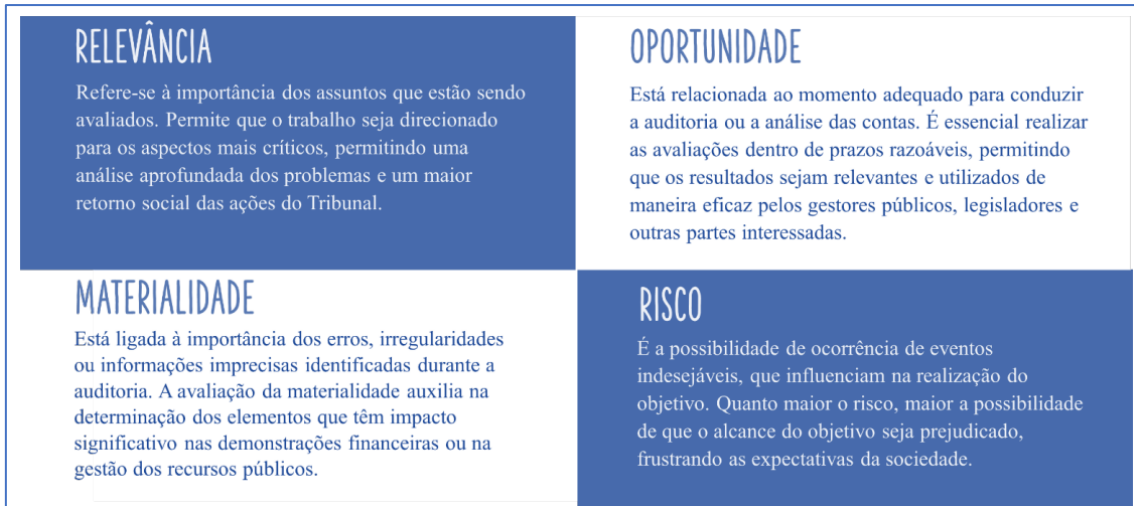 RELEVÂNCIA
Refere-se à importância dos assuntos que estão sendo
avaliados. Permite que o trabalho seja direcionado
para os aspectos mais críticos, permitindo uma
análise aprofundada dos problemas e um maior
retorno social das ações do Tribunal.
OPORTUNIDADE
Está relacionada ao momento adequado para conduzir
a auditoria ou a análise das contas. É essencial realizar
as avaliações dentro de prazos razoáveis, permitindo
que os resultados sejam relevantes e utilizados de
maneira eficaz pelos gestores públicos, legisladores e
outras partes interessadas.
MATERIALIDADE
Está ligada à importância dos erros, irregularidades
ou informações imprecisas identificadas durante a
auditoria. A avaliação da materialidade auxilia na
determinação dos elementos que têm impacto
significativo nas demonstrações financeiras ou na
gestão dos recursos públicos.
RISCO
É a possibilidade de ocorrência de eventos
indesejáveis, que influenciam na realização do
objetivo. Quanto maior o risco, maior a possibilidade
de que o alcance do objetivo seja prejudicado,
frustrando as expectativas da sociedade.